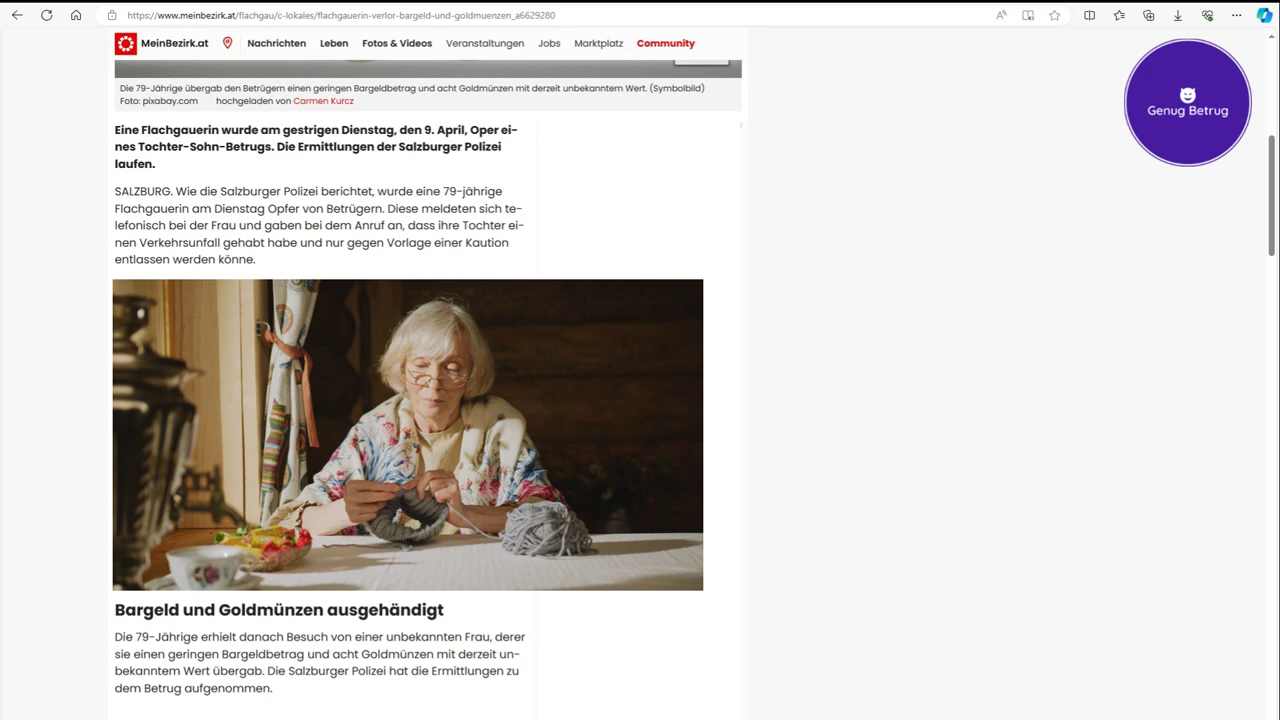 https://www.meinbezirk.at/flachgau/c-lokales/flachgauerin-verlor-bargeld-und-goldmuenzen_a6629280
MeinBezirk.at Nachrichten Leben Fotos & Videos Veranstaltungen Jobs Marktplatz Community
Genug Betrug
Die 79-Jährige übergab den Betrügern einen geringen Bargeldbetrag und acht Goldmünzen mit derzeit unbekanntem Wert. (Symbolbild)
Foto: pixabay.com hochgeladen von Carmen Kurcz
Eine Flachgauerin wurde am gestrigen Dienstag, den 9. April, Oper ei-
nes Tochter-Sohn-Betrugs. Die Ermittlungen der Salzburger Polizei
laufen.
SALZBURG. Wie die Salzburger Polizei berichtet, wurde eine 79-jährige
Flachgauerin am Dienstag Opfer von Betrügern. Diese meldeten sich te-
lefonisch bei der Frau und gaben bei dem Anruf an, dass ihre Tochter ei-
nen Verkehrsunfall gehabt habe und nur gegen Vorlage einer Kaution
entlassen werden könne.
Bargeld und Goldmünzen ausgehändigt
Die 79-Jährige erhielt danach Besuch von einer unbekannten Frau, derer
sie einen geringen Bargeldbetrag und acht Goldmünzen mit derzeit un-
bekanntem Wert übergab. Die Salzburger Polizei hat die Ermittlungen zu
dem Betrug aufgenommen.